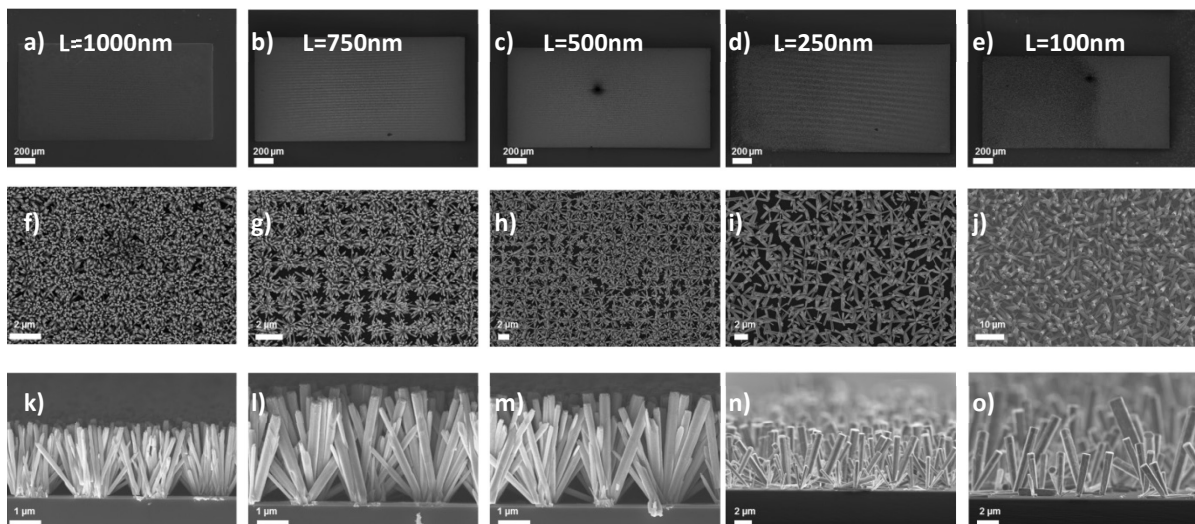 a) L=1000nm
b) L=750nm
c) L=500nm
d) L=250nm
e) L=100nm
200 µm
200 µm
200 µm
200 µm
200 µm
f)
g)
h)
i)
j)
2 µm
2 µm
2 µm
2 µm
10 µm
k)
l)
m)
n)
o)
1 µm
1 µm
1 µm
2 µm
2 µm